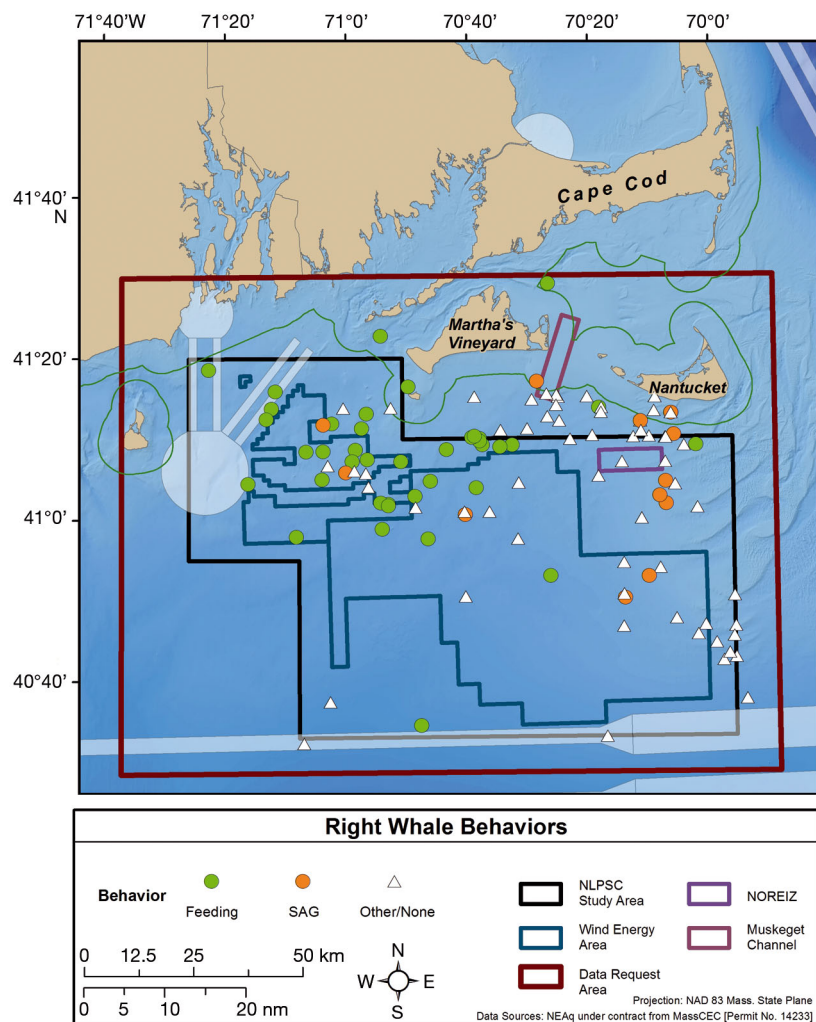 71°40'W 71°20' 71°0' 70°40' 70°20' 70°0'
41°40'
N
Cape Cod
41°20'
Martha's
Vineyard
Nantucket
41°0'
40°40'
Right Whale Behaviors
Behavior
Feeding SAG Other/None
NLPSC
Study Area
NOREIZ
Wind Energy
Area
Muskeget
Channel
Data Request
Area
0 12.5 25 50 km
0 5 10 20 nm
N
W E
S
Projection: NAD 83 Mass. State Plane
Data Sources: NEAq under contract from MassCEC [Permit No. 14233]